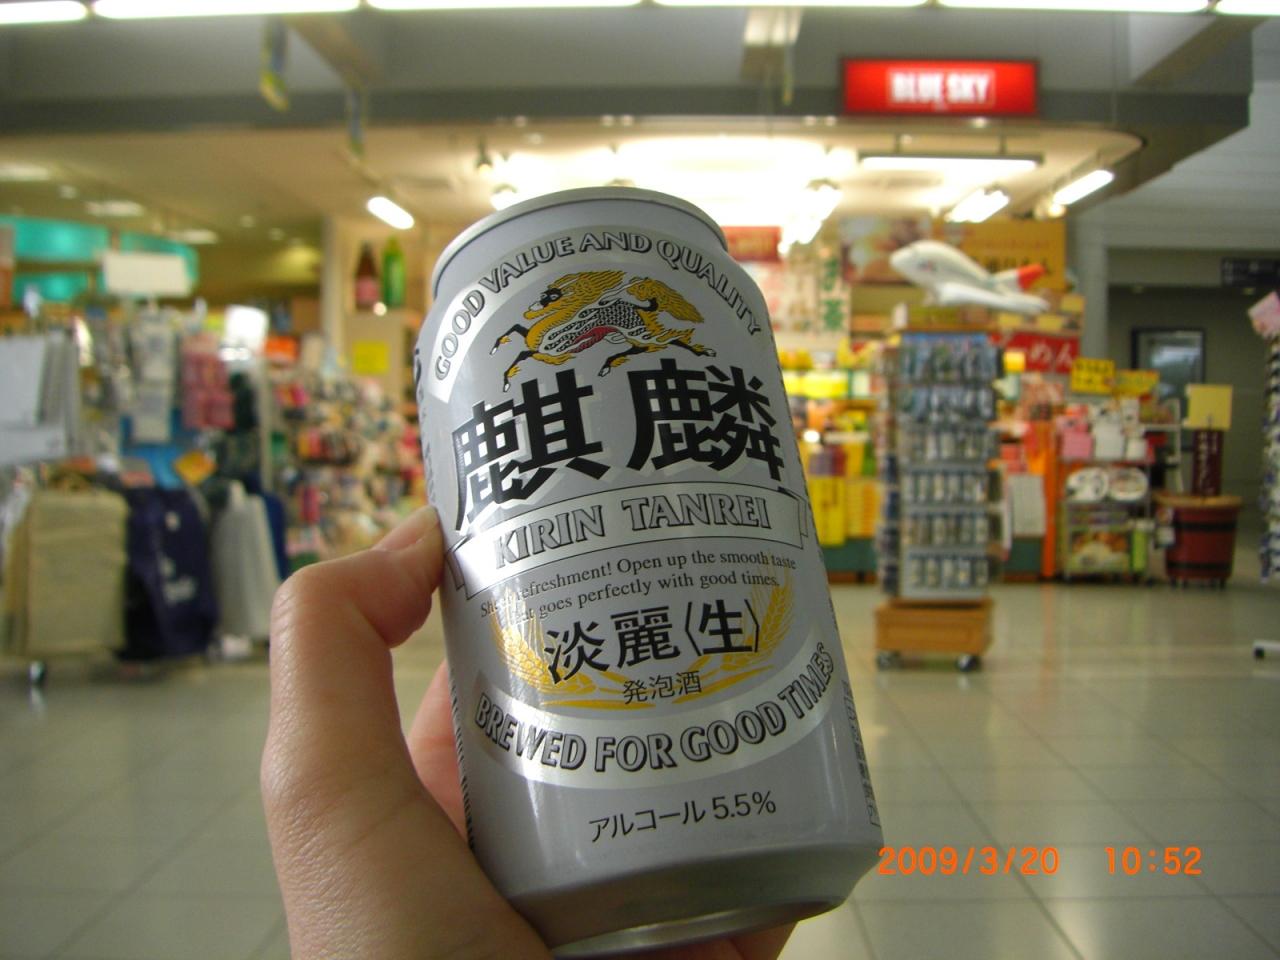 BLUE SKY
GOOD VALUE AND QUALITY
麒麟
KIRIN TANREI
refreshment! Open up the smooth taste
goes perfectly with good times.
淡麗〈生〉
発泡酒
BREWED FOR GOOD TIMES
アルコール 5.5%
2009/3/20 10:52